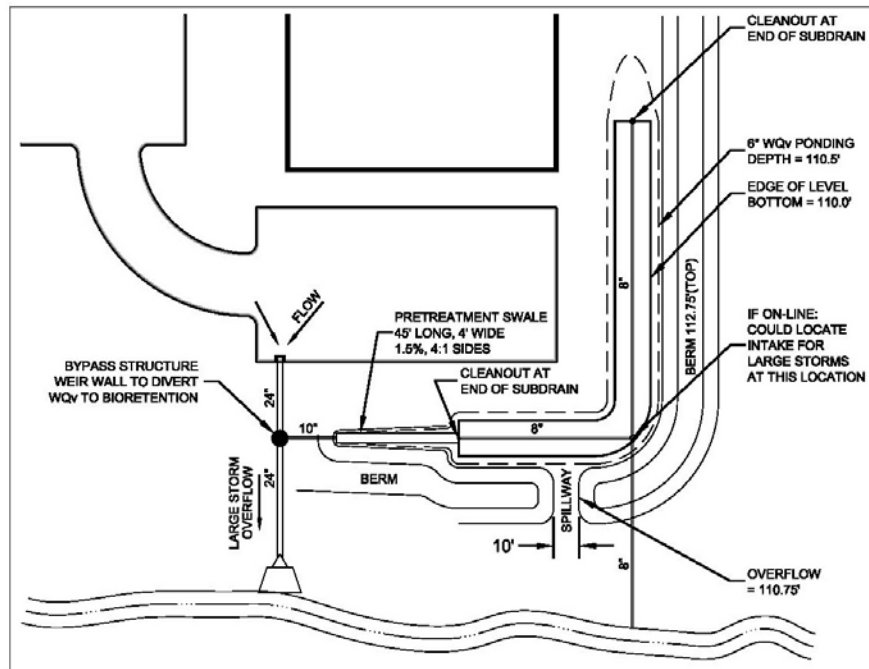 CLEANOUT AT
END OF SUBDRAIN
6" WQv PONDING
DEPTH = 110.5'
EDGE OF LEVEL
BOTTOM = 110.0'
8"
BERM 112.75'(TOP)
FLOW
PRETREATMENT SWALE
45' LONG, 4' WIDE
1.5%, 4:1 SIDES
IF ON-LINE:
COULD LOCATE
INTAKE FOR
LARGE STORMS
AT THIS LOCATION
BYPASS STRUCTURE
WEIR WALL TO DIVERT
WQv TO BIORETENTION
CLEANOUT AT
END OF SUBDRAIN
24"
10"
8"
24"
LARGE STORM
OVERFLOW
BERM
SPILLWAY
10'
8"
OVERFLOW
= 110.75'